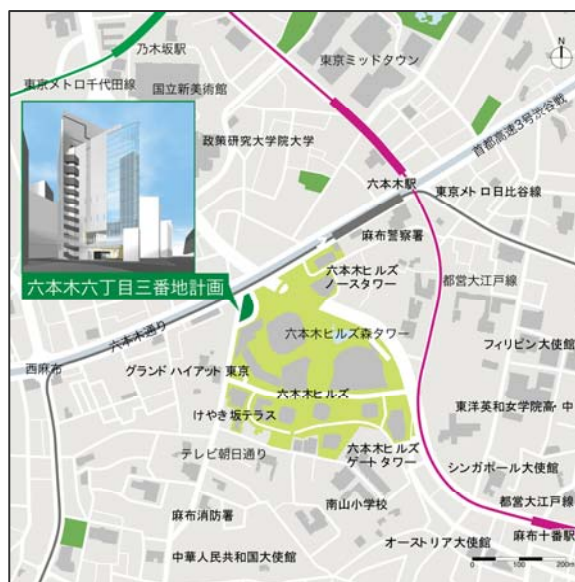 乃木坂駅
東京ミッドタウン
N
東京メトロ千代田線
国立新美術館
首都高速3号渋谷戦
政策研究大学院大学
六本木駅
東京メトロ日比谷線
麻布警察署
六本木ヒルズ
ノースタワー
都営大江戸線
六本木六丁目三番地計画
六本木通り
六本木ヒルズ森タワー
フィリピン大使館
西麻布
グランド ハイアット 東京
六本木ヒルズ
けやき坂テラス
東洋英和女学院高・中
テレビ朝日通り
六本木ヒルズ
ゲートタワー
シンガポール大使館
南山小学校
都営大江戸線
麻布消防署
麻布十番駅
オーストリア大使館
中華人民共和国大使館
0 100 200m